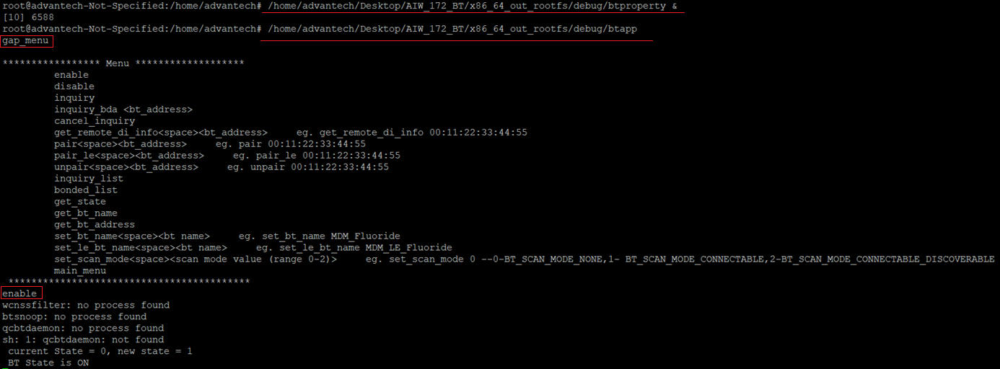 root@advantech-Not-Specified:/home/advantech# /home/advantech/Desktop/AIW_172_BT/x86_64_out_rootfs/debug/btproperty &
[10] 6588
root@advantech-Not-Specified:/home/advantech# /home/advantech/Desktop/AIW_172_BT/x86_64_out_rootfs/debug/btapp
gap_menu
***************** Menu *******************
enable
disable
inquiry
inquiry_bda <bt_address>
cancel_inquiry
get_remote_di_info<space><bt_address>     eg. get_remote_di_info 00:11:22:33:44:55
pair<space><bt_address>     eg. pair 00:11:22:33:44:55
pair_le<space><bt_address>     eg. pair_le 00:11:22:33:44:55
unpair<space><bt_address>     eg. unpair 00:11:22:33:44:55
inquiry_list
bonded_list
get_state
get_bt_name
get_bt_address
set_bt_name<space><bt name>     eg. set_bt_name MDM_Fluoride
set_le_bt_name<space><bt name>     eg. set_le_bt_name MDM_LE_Fluoride
set_scan_mode<space><scan mode value (range 0-2)>     eg. set_scan_mode 0 --0-BT_SCAN_MODE_NONE,1- BT_SCAN_MODE_CONNECTABLE,2-BT_SCAN_MODE_CONNECTABLE_DISCOVERABLE
main_menu
******************************************
enable
wcnssfilter: no process found
btsnoop: no process found
qcbtdaemon: no process found
sh: 1: qcbtdaemon: not found
current State = 0, new state = 1
BT State is ON